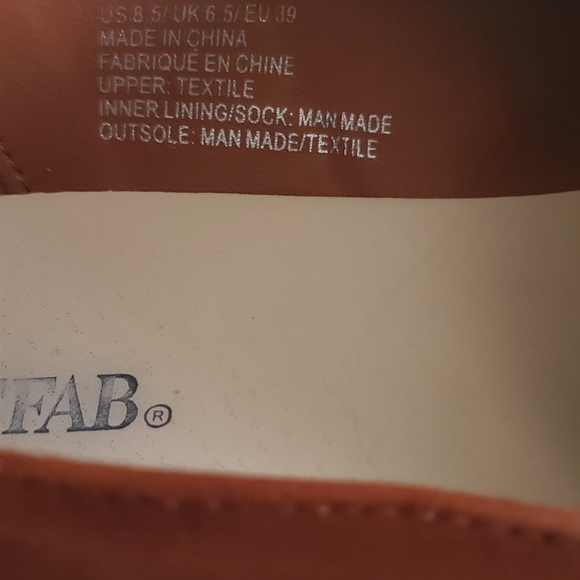 US 8.5/ UK 6.5/ EU 39
MADE IN CHINA
FABRIQUÉ EN CHINE
UPPER: TEXTILE
INNER LINING/SOCK: MAN MADE
OUTSOLE: MAN MADE/TEXTILE
FAB®